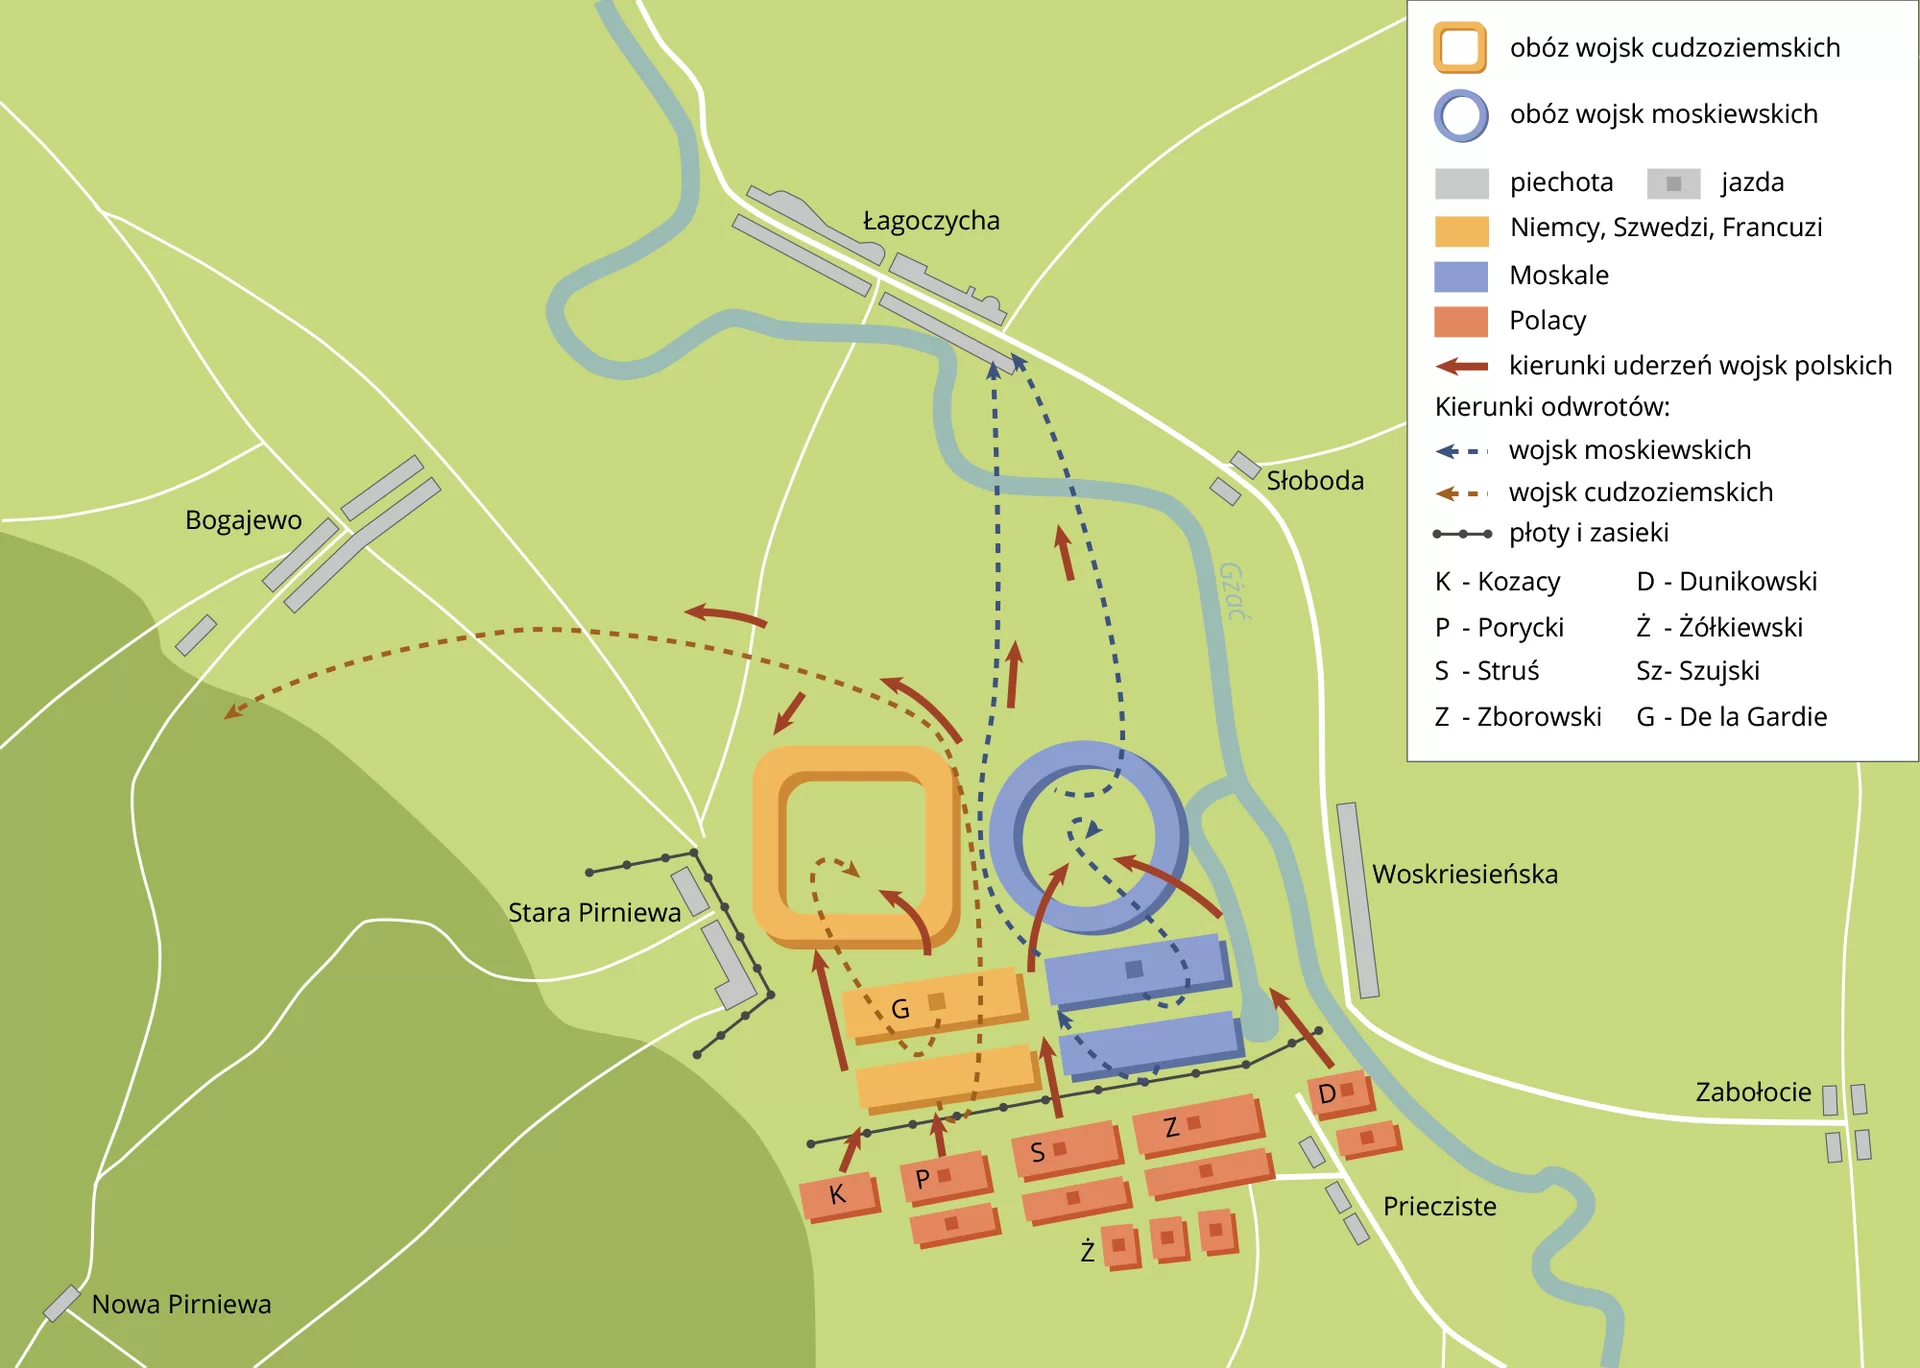 obóz wojsk cudzoziemskich
obóz wojsk moskiewskich
piechota jazda
Niemcy, Szwedzi, Francuzi
Moskale
Polacy
kierunki uderzeń wojsk polskich
Kierunki odwrotów:
wojsk moskiewskich
wojsk cudzoziemskich
płoty i zasieki
K - Kozacy D - Dunikowski
P - Porycki Ż - Żółkiewski
S - Struś Sz- Szujski
Z - Zborowski G - De la Gardie
Łagoczycha
Słoboda
Bogajewo
Gżać
Woskriesieńska
Stara Pirniewa
G
Zabołocie
D
Z
S
P
K
Priecziste
Ż
Nowa Pirniewa